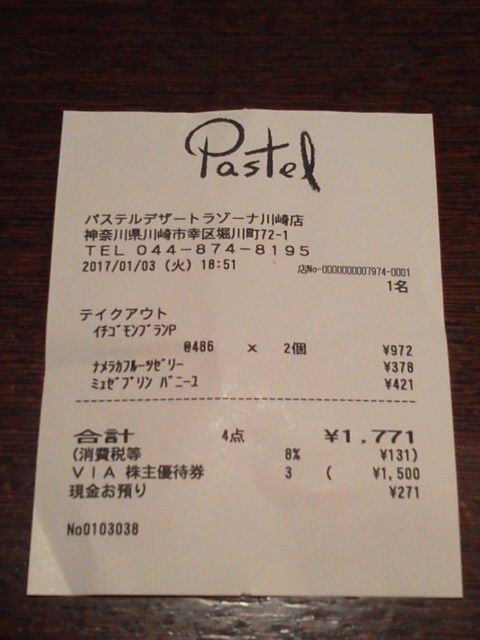 Pastel
パステルデザートラゾーナ川崎店
神奈川県川崎市幸区堀川町72-1
TEL 044-874-8195
2017/01/03 (火) 18:51 店No-0000000007974-0001
1名
テイクアウト
ｲﾁｺﾞﾓﾝﾌﾞﾗﾝP
@486 × 2個 ¥972
ﾅﾒﾗｶﾌﾙｰﾂｾﾞﾘｰ ¥378
ﾐｭｾﾞﾌﾟﾘﾝ ﾊﾞﾆｰﾕ ¥421
合計 4点 ¥1,771
(消費税等 8% ¥131)
VIA 株主優待券 3 ( ¥1,500
現金お預り ¥271
No0103038